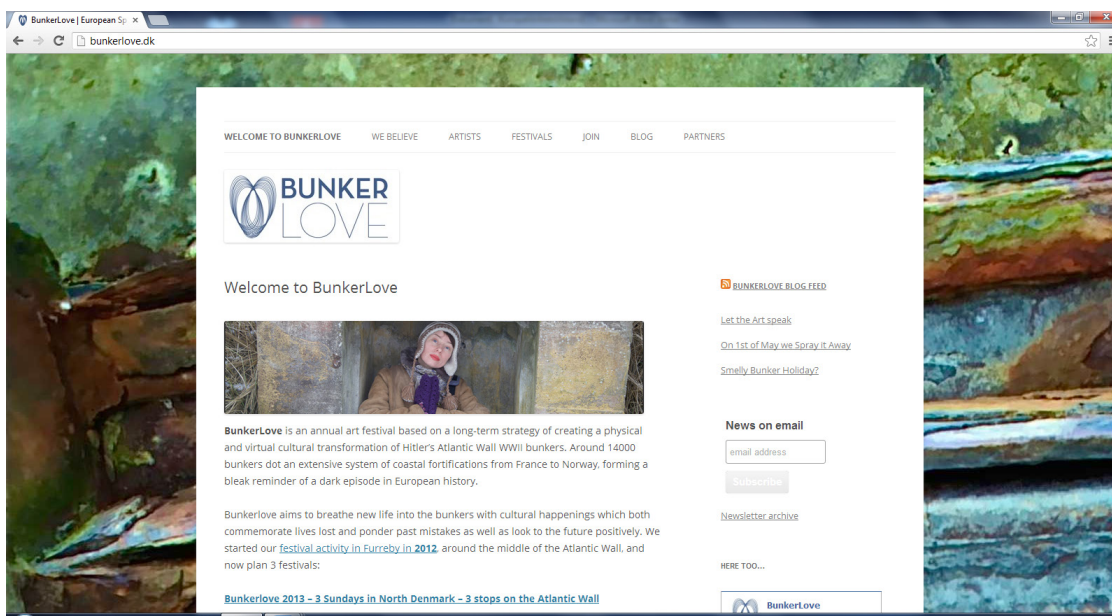 BunkerLove | European Sp
bunkerlove.dk
WELCOME TO BUNKERLOVE WE BELIEVE ARTISTS FESTIVALS JOIN BLOG PARTNERS
BUNKER
LOVE
Welcome to BunkerLove
BunkerLove is an annual art festival based on a long-term strategy of creating a physical
and virtual cultural transformation of Hitler's Atlantic Wall WWII bunkers. Around 14000
bunkers dot an extensive system of coastal fortifications from France to Norway, forming a
bleak reminder of a dark episode in European history.
Bunkerlove aims to breathe new life into the bunkers with cultural happenings which both
commemorate lives lost and ponder past mistakes as well as look to the future positively. We
started our festival activity in Furreby in 2012, around the middle of the Atlantic Wall, and
now plan 3 festivals:
Bunkerlove 2013 – 3 Sundays in North Denmark – 3 stops on the Atlantic Wall
BUNKERLOVE BLOG FEED
Let the Art speak
On 1st of May we Spray it Away
Smelly Bunker Holiday?
News on email
email address
Subscribe
Newsletter archive
HERE TOO...
BunkerLove